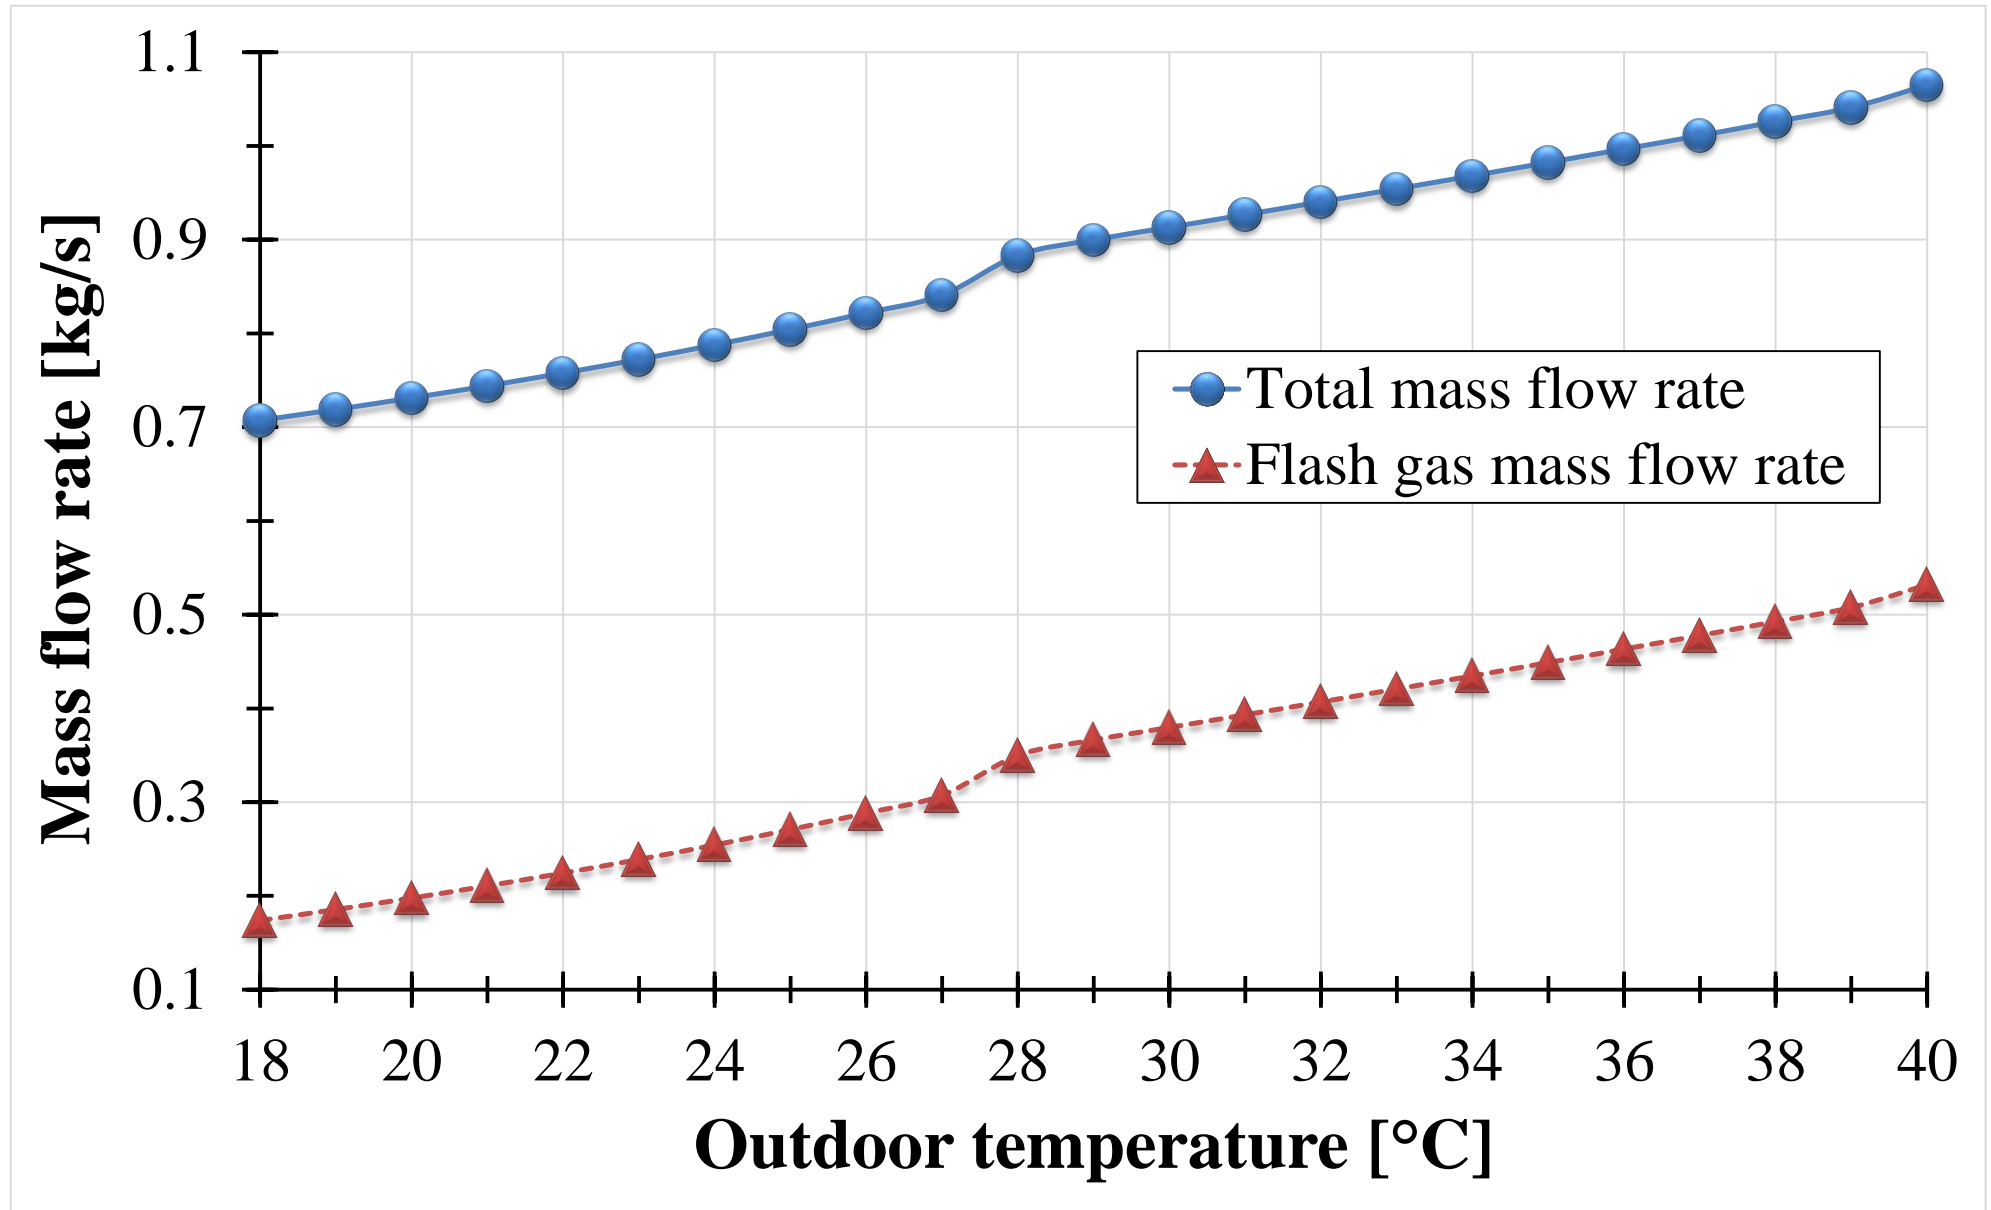 1.1
0.9
0.7
0.5
0.3
0.1
Mass flow rate [kg/s]
Total mass flow rate
Flash gas mass flow rate
18 20 22 24 26 28 30 32 34 36 38 40
Outdoor temperature [°C]